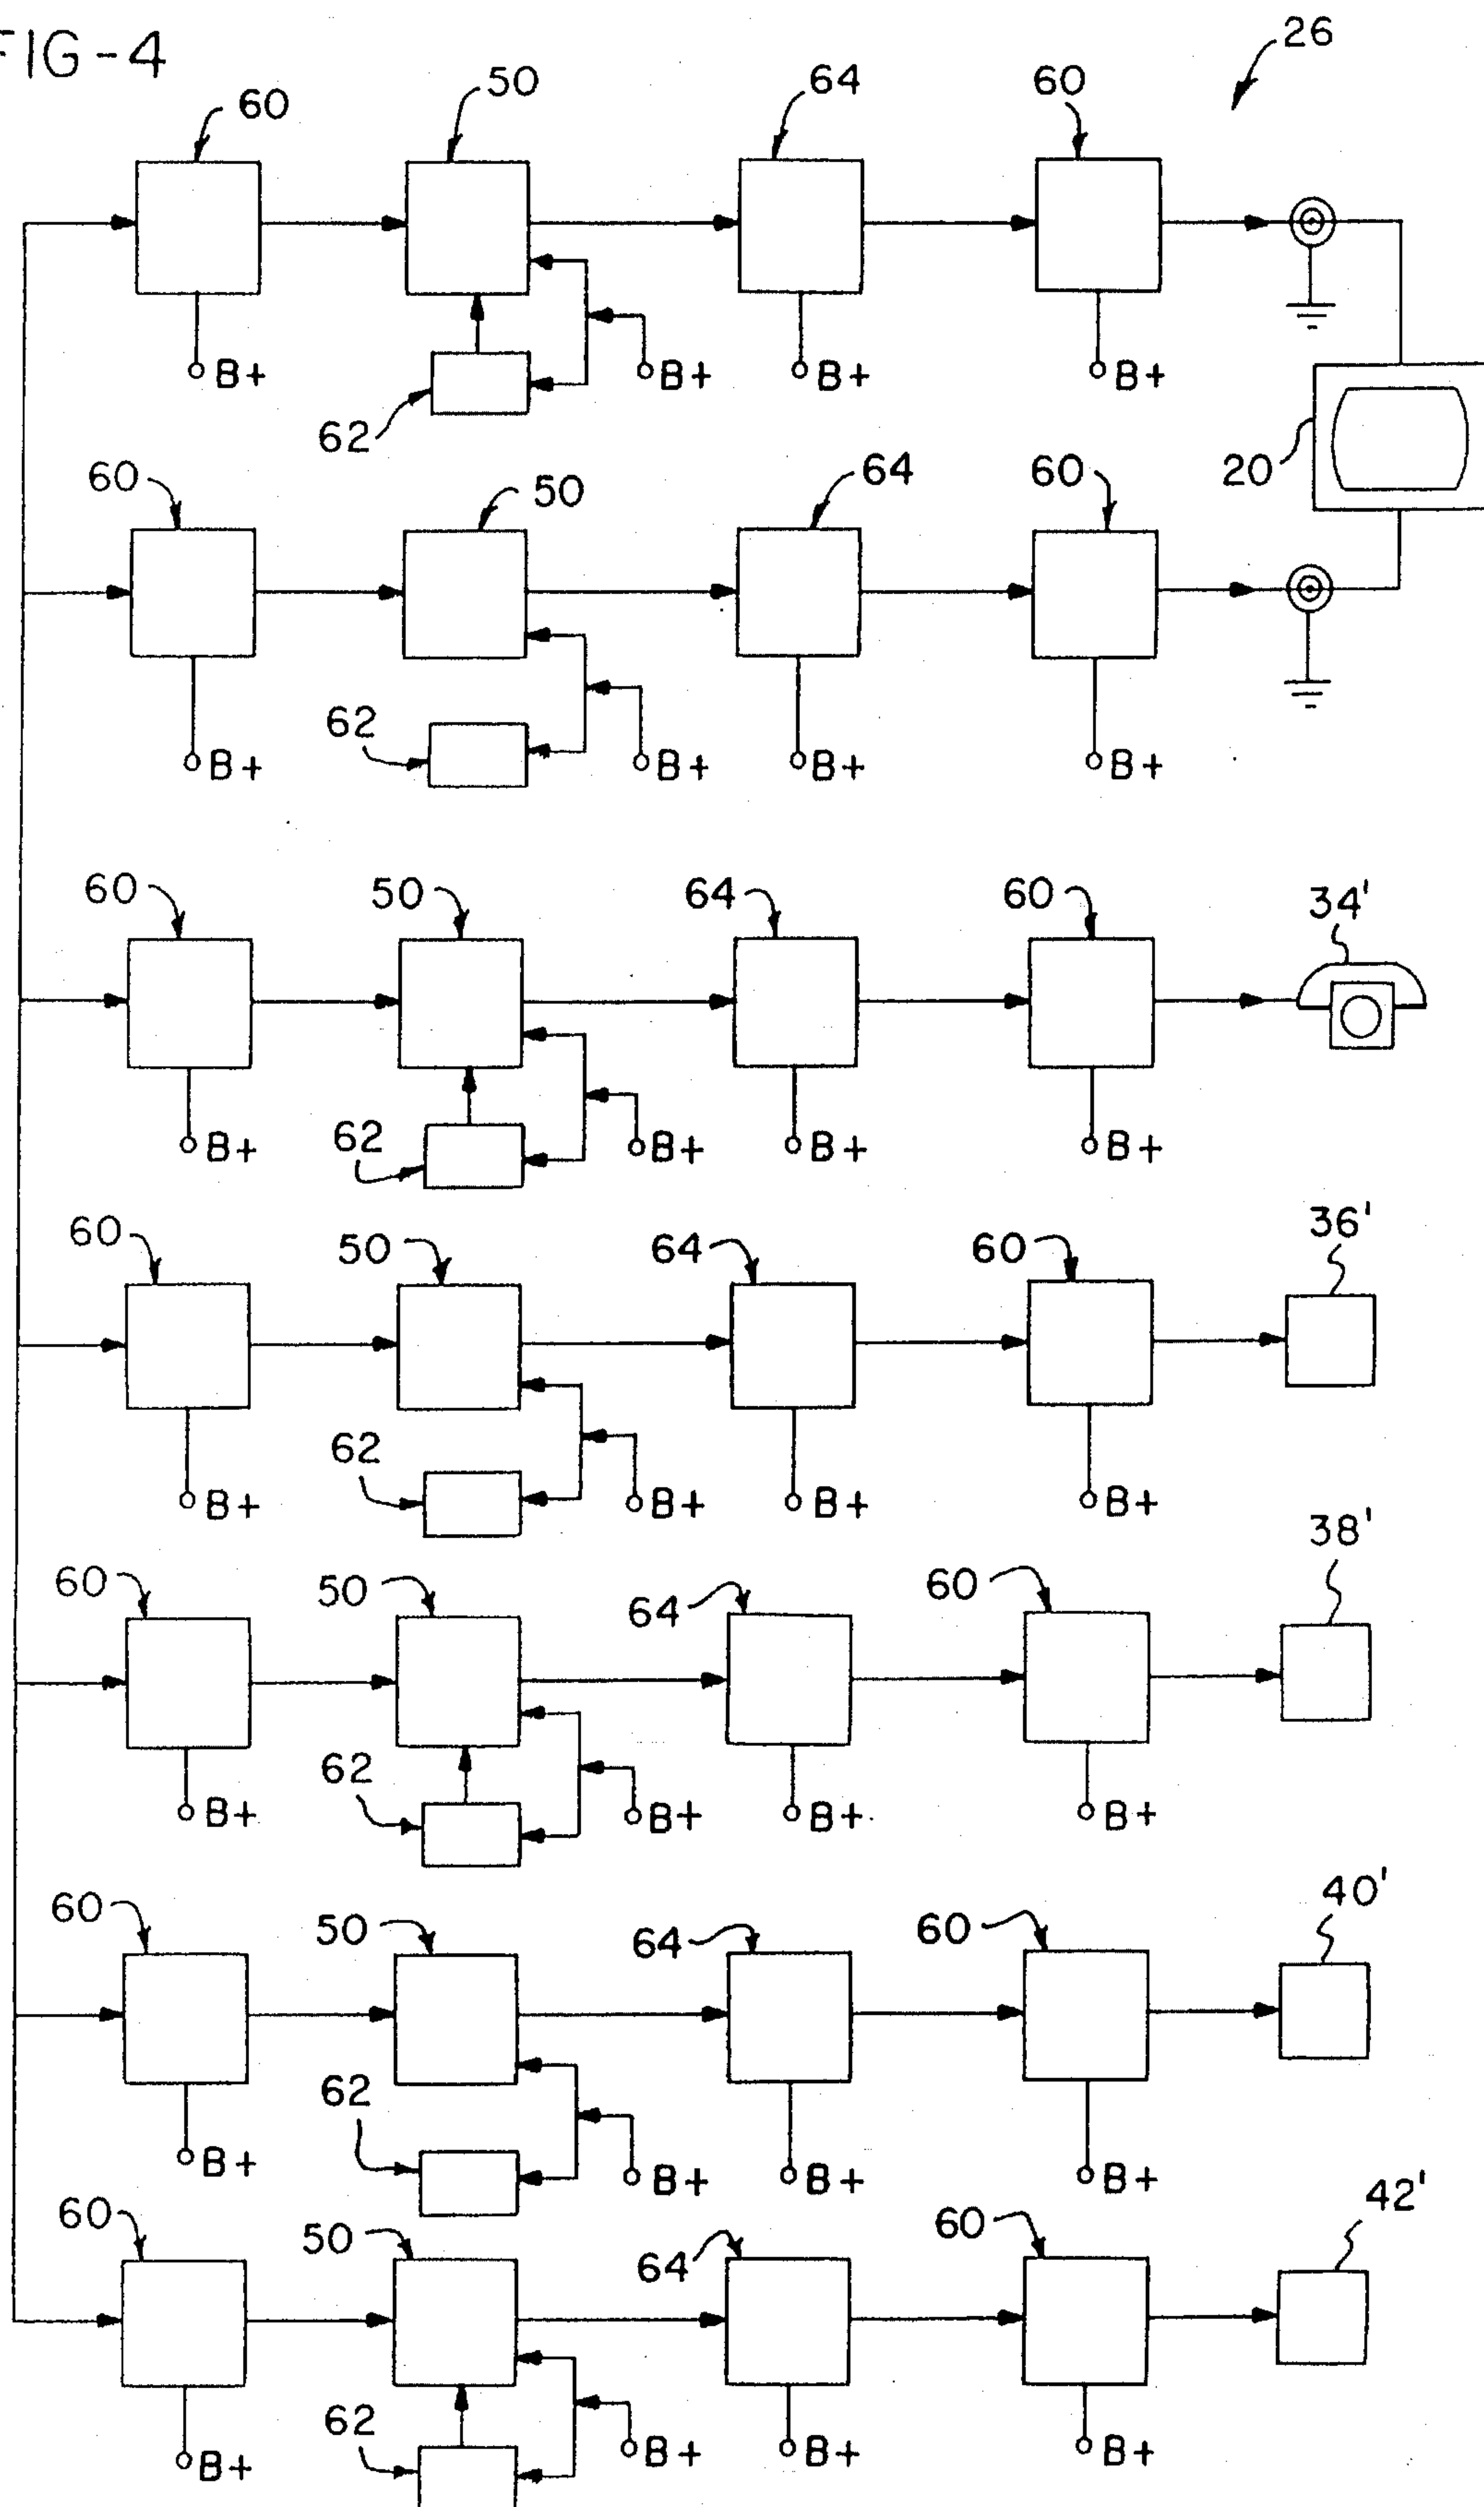 FIG-4
26
60 50 64 60
B+ B+ B+ B+
62
20
60 50 64 60
62
B+ B+ B+ B+
60 50 64 60 34'
62
B+ B+ B+ B+
60 50 64 60 36'
62
B+ B+ B+ B+
38'
60 50 64 60
62
B+ B+ B+ B+
60 50 64 60 40'
62
B+ B+ B+ B+
42'
60 50 64 60
62
B+ B+ B+ B+